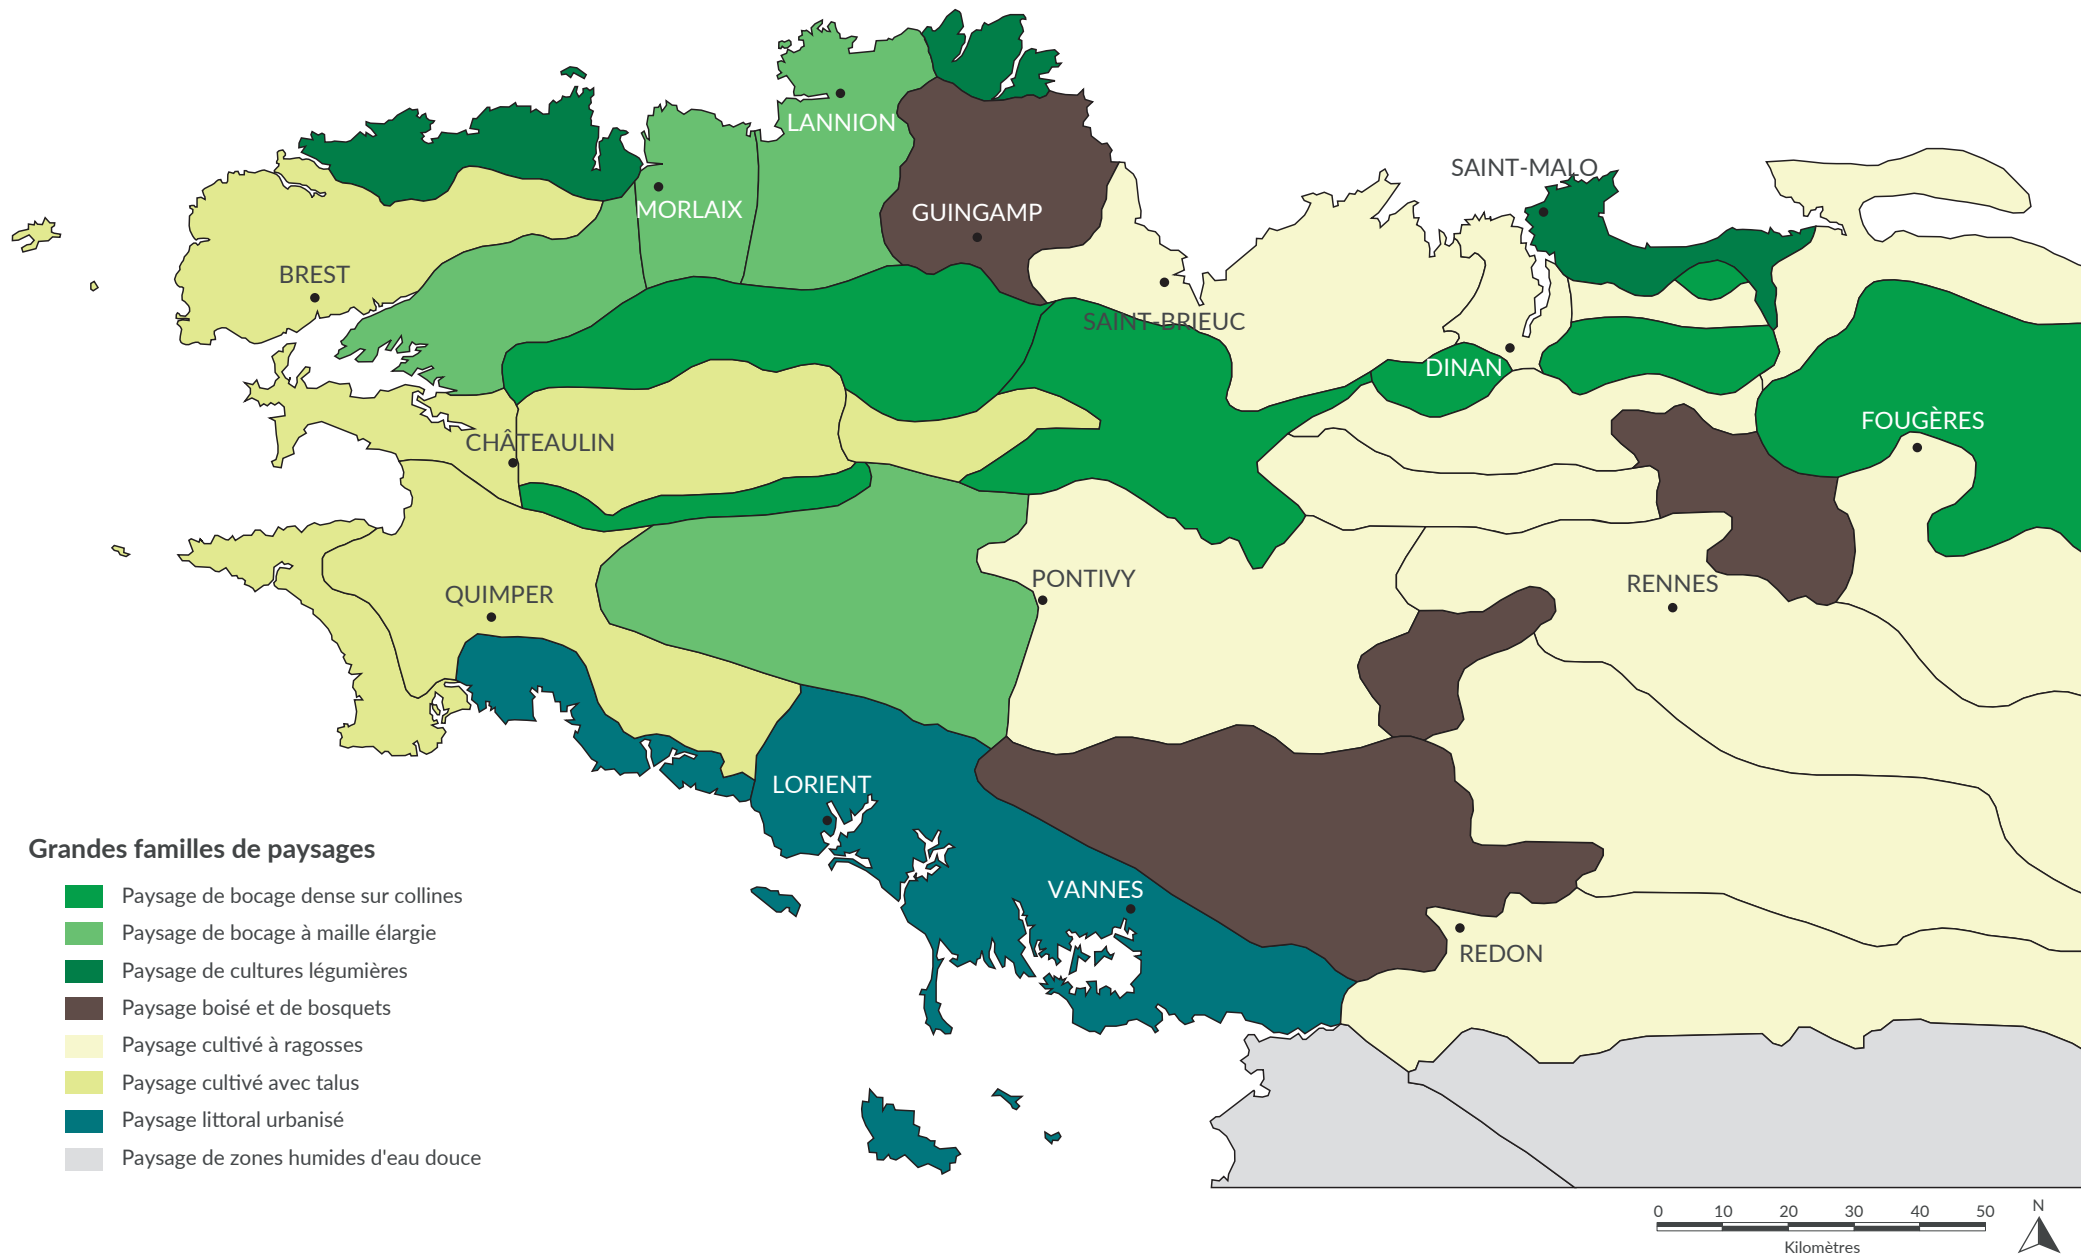 LANNION
SAINT-MALO
MORLAIX
GUINGAMP
BREST
SAINT-BRIEUC
DINAN
FOUGÈRES
CHÂTEAULIN
PONTIVY
RENNES
QUIMPER
LORIENT
VANNES
REDON
Grandes familles de paysages
Paysage de bocage dense sur collines
Paysage de bocage à maille élargie
Paysage de cultures légumières
Paysage boisé et de bosquets
Paysage cultivé à ragosses
Paysage cultivé avec talus
Paysage littoral urbanisé
Paysage de zones humides d'eau douce
0 10 20 30 40 50
Kilomètres
N